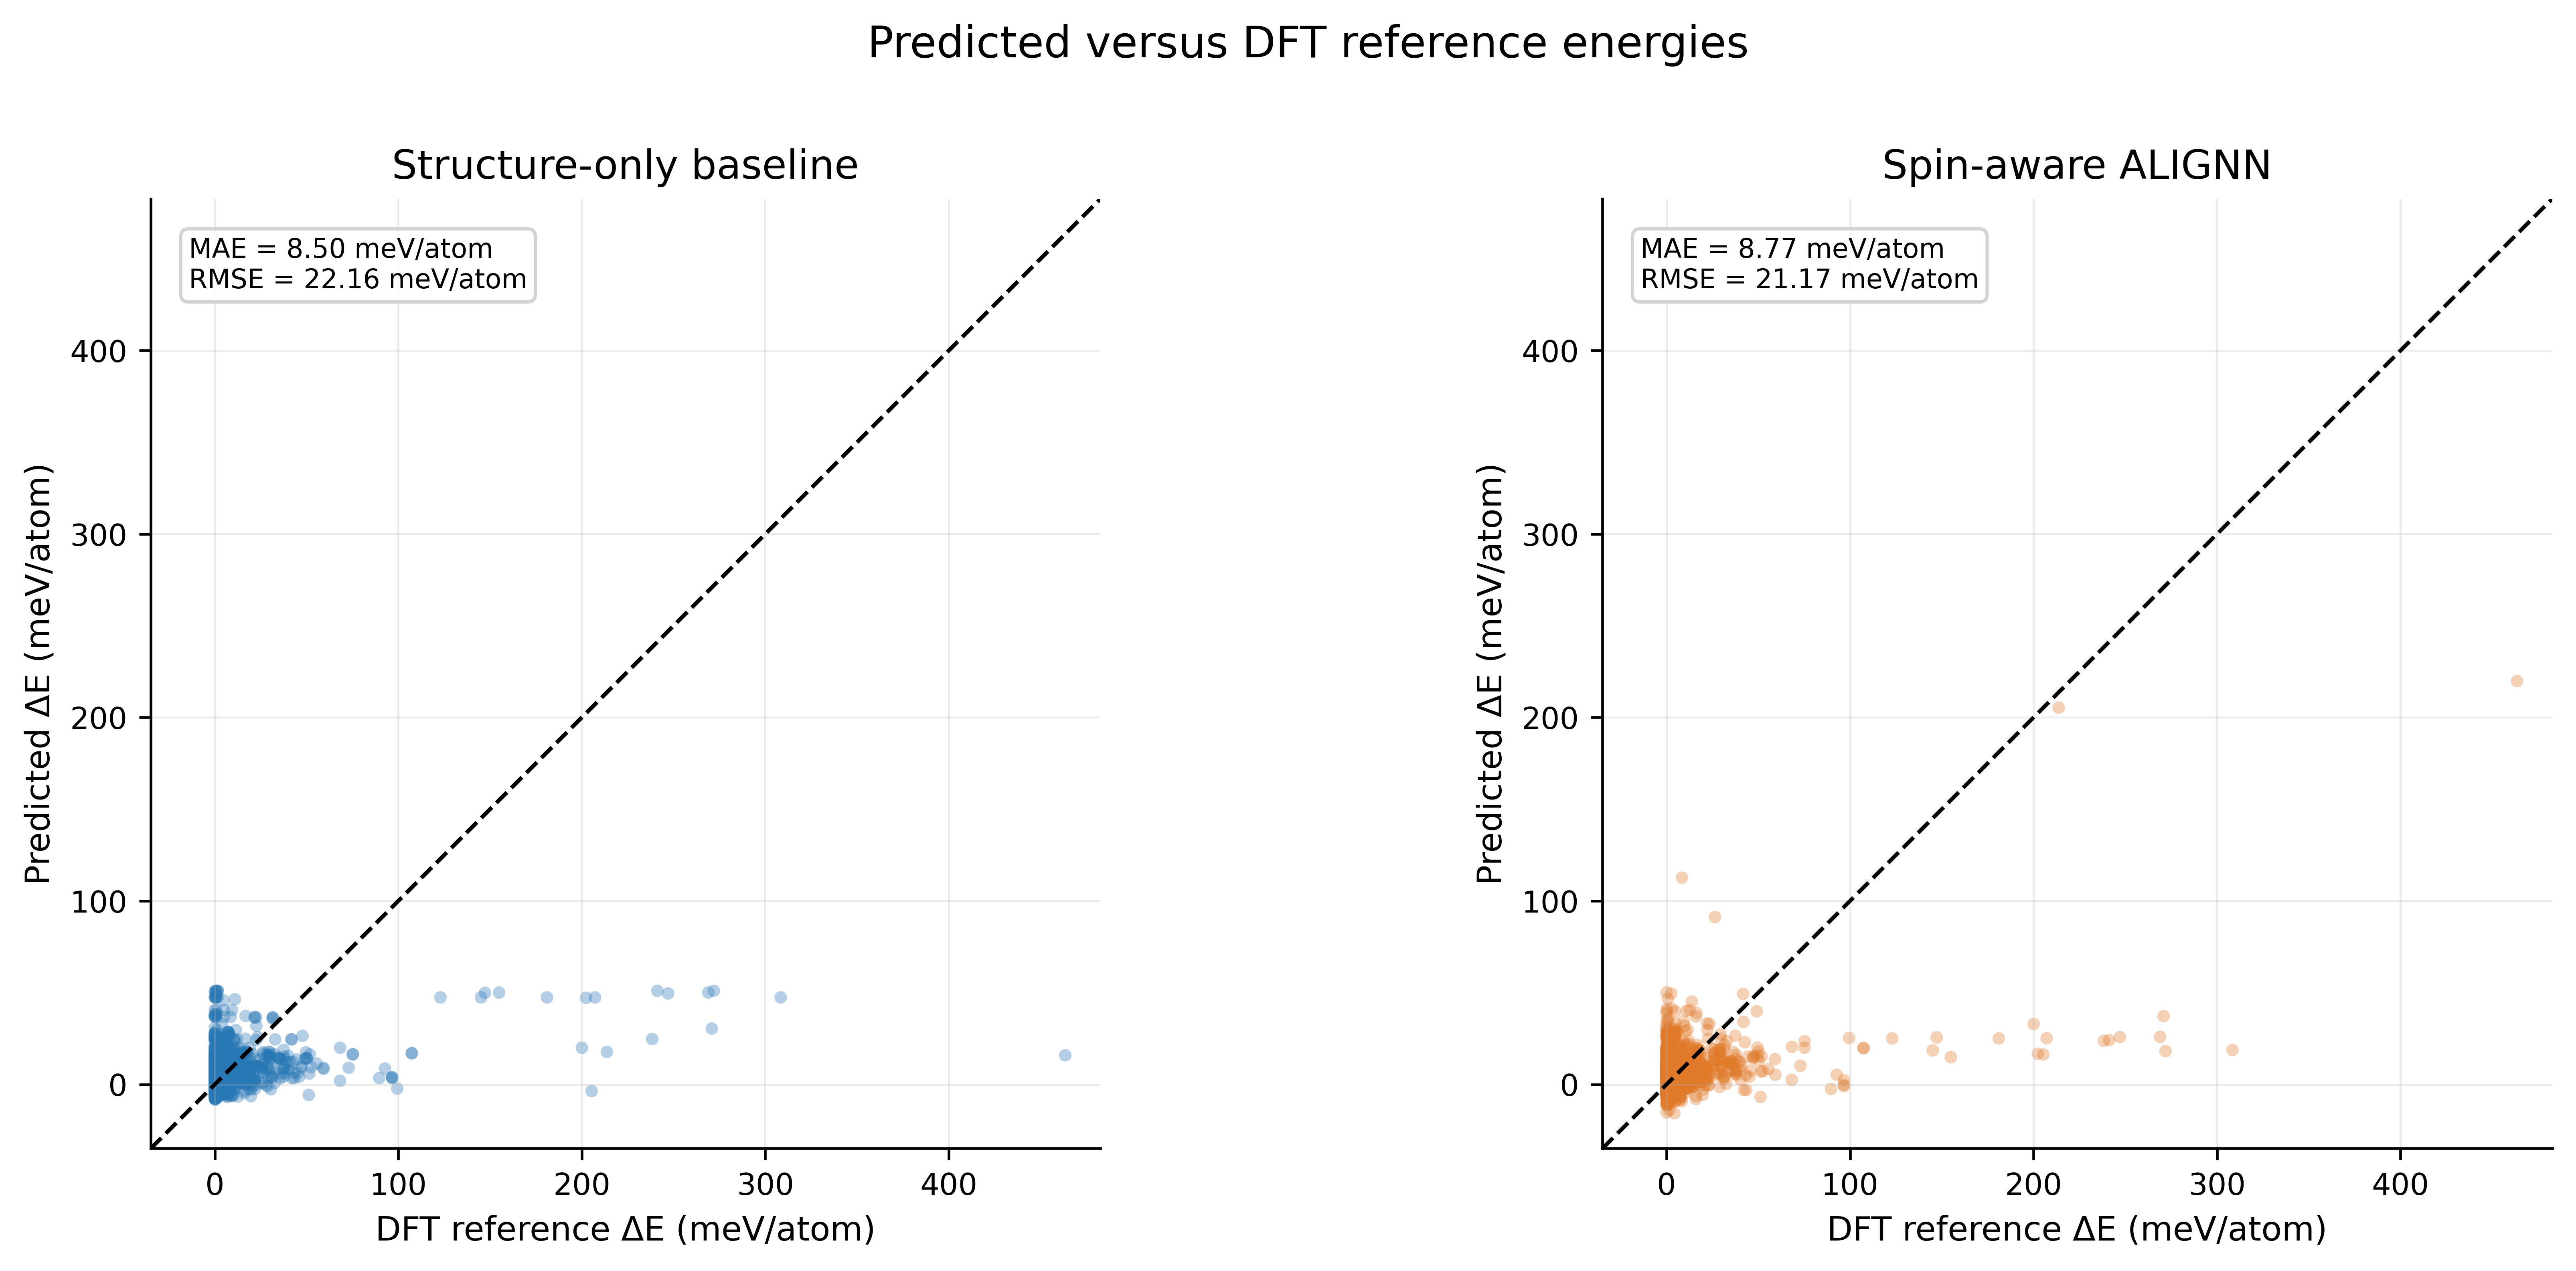 Predicted versus DFT reference energies
Structure-only baseline
MAE = 8.50 meV/atom
RMSE = 22.16 meV/atom
Predicted ΔE (meV/atom)
400
300
200
100
0
0 100 200 300 400
DFT reference ΔE (meV/atom)
Spin-aware ALIGNN
MAE = 8.77 meV/atom
RMSE = 21.17 meV/atom
Predicted ΔE (meV/atom)
400
300
200
100
0
0 100 200 300 400
DFT reference ΔE (meV/atom)